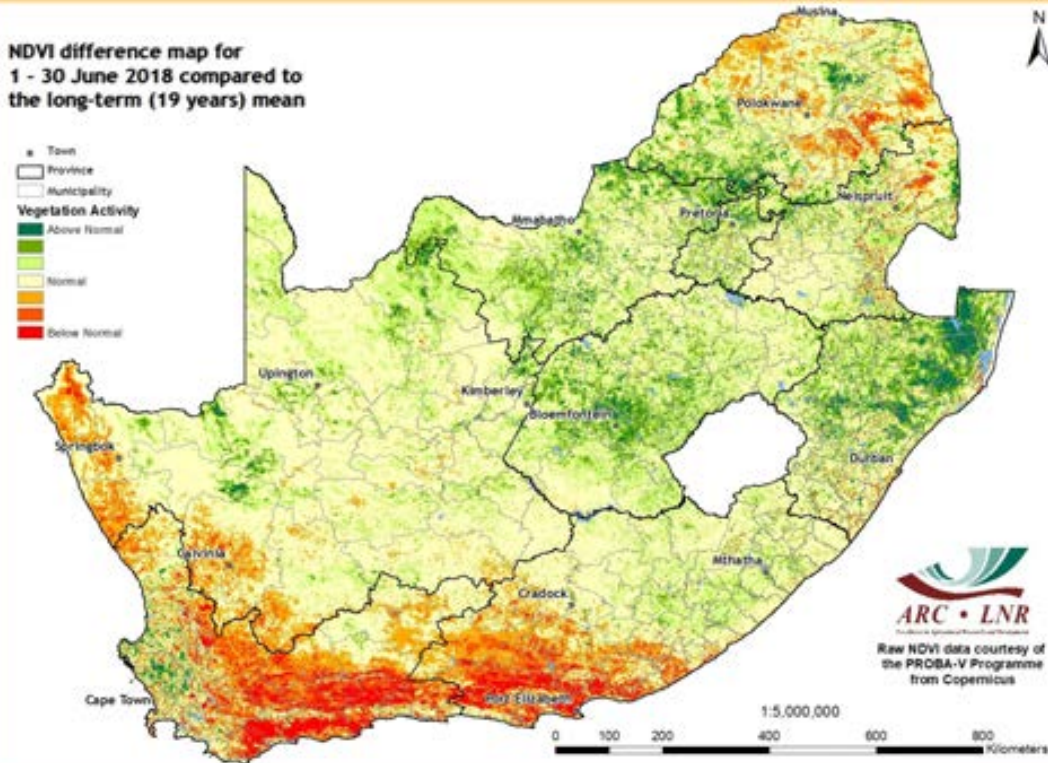 NDVI difference map for
1 - 30 June 2018 compared to
the long-term (19 years) mean
N
Town
Province
Municipality
Vegetation Activity
Above Normal
Normal
Below Normal
Musina
Polokwane
Nelspruit
Pretoria
Mmabatho
Upington
Kimberley
Bloemfontein
Springbok
Durban
Calvinia
Mthatha
Cradock
Cape Town
Port Elizabeth
ARC • LNR
Raw NDVI data courtesy of
the PROBA-V Programme
from Copernicus
1:5,000,000
0 100 200 400 600 800
Kilometers